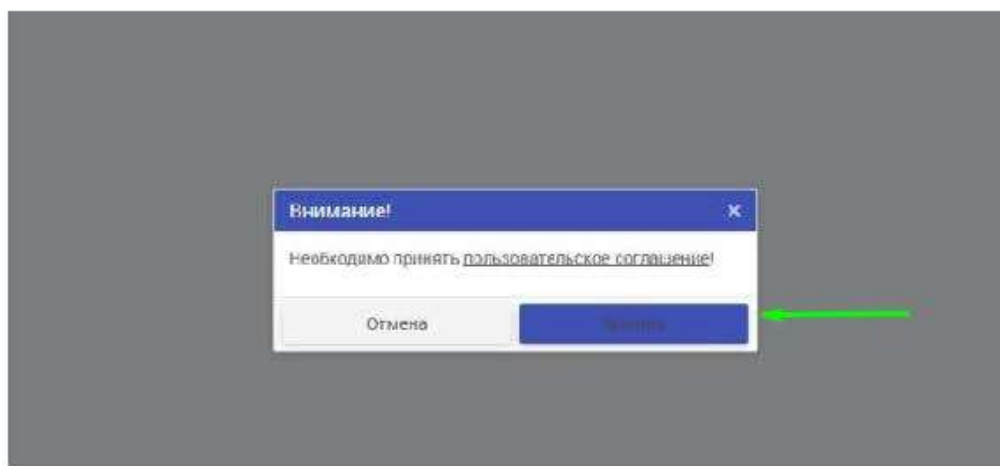 Внимание!
Необходимо принять пользовательское соглашение!
Отмена